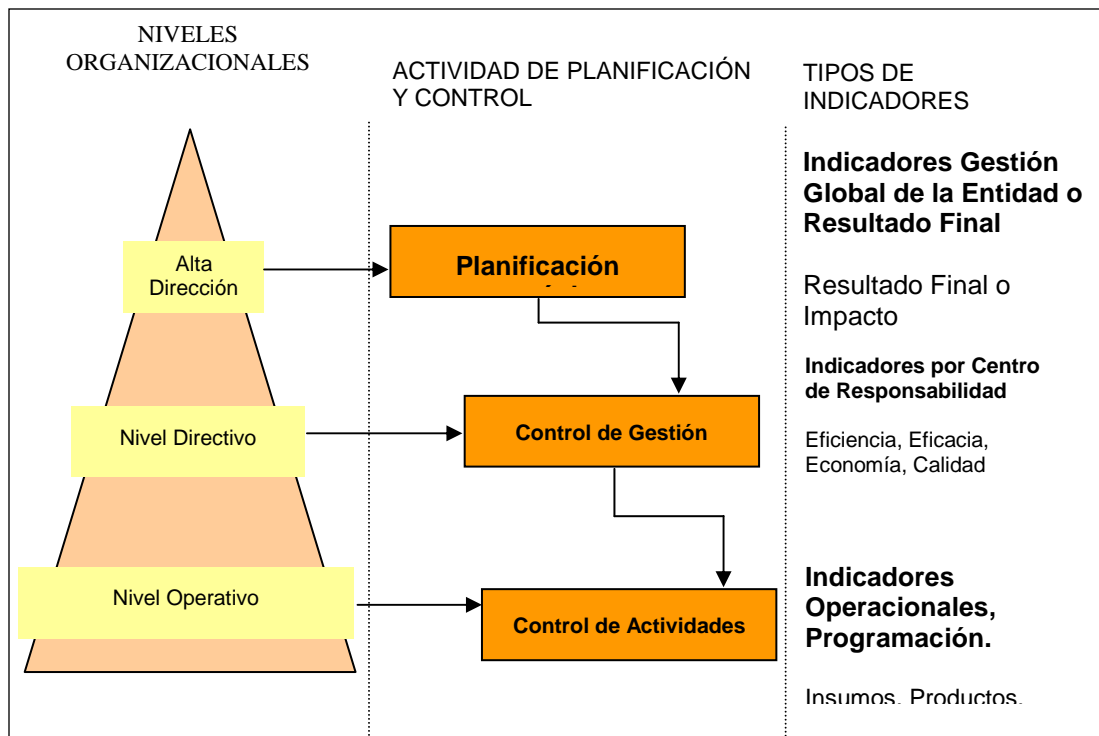 NIVELES
ORGANIZACIONALES
ACTIVIDAD DE PLANIFICACIÓN
Y CONTROL
TIPOS DE
INDICADORES
Alta
Dirección
Planificación
Indicadores Gestión
Global de la Entidad o
Resultado Final
Resultado Final o
Impacto
Nivel Directivo
Control de Gestión
Indicadores por Centro
de Responsabilidad
Eficiencia, Eficacia,
Economía, Calidad
Nivel Operativo
Control de Actividades
Indicadores
Operacionales,
Programación.
Insumos, Productos,